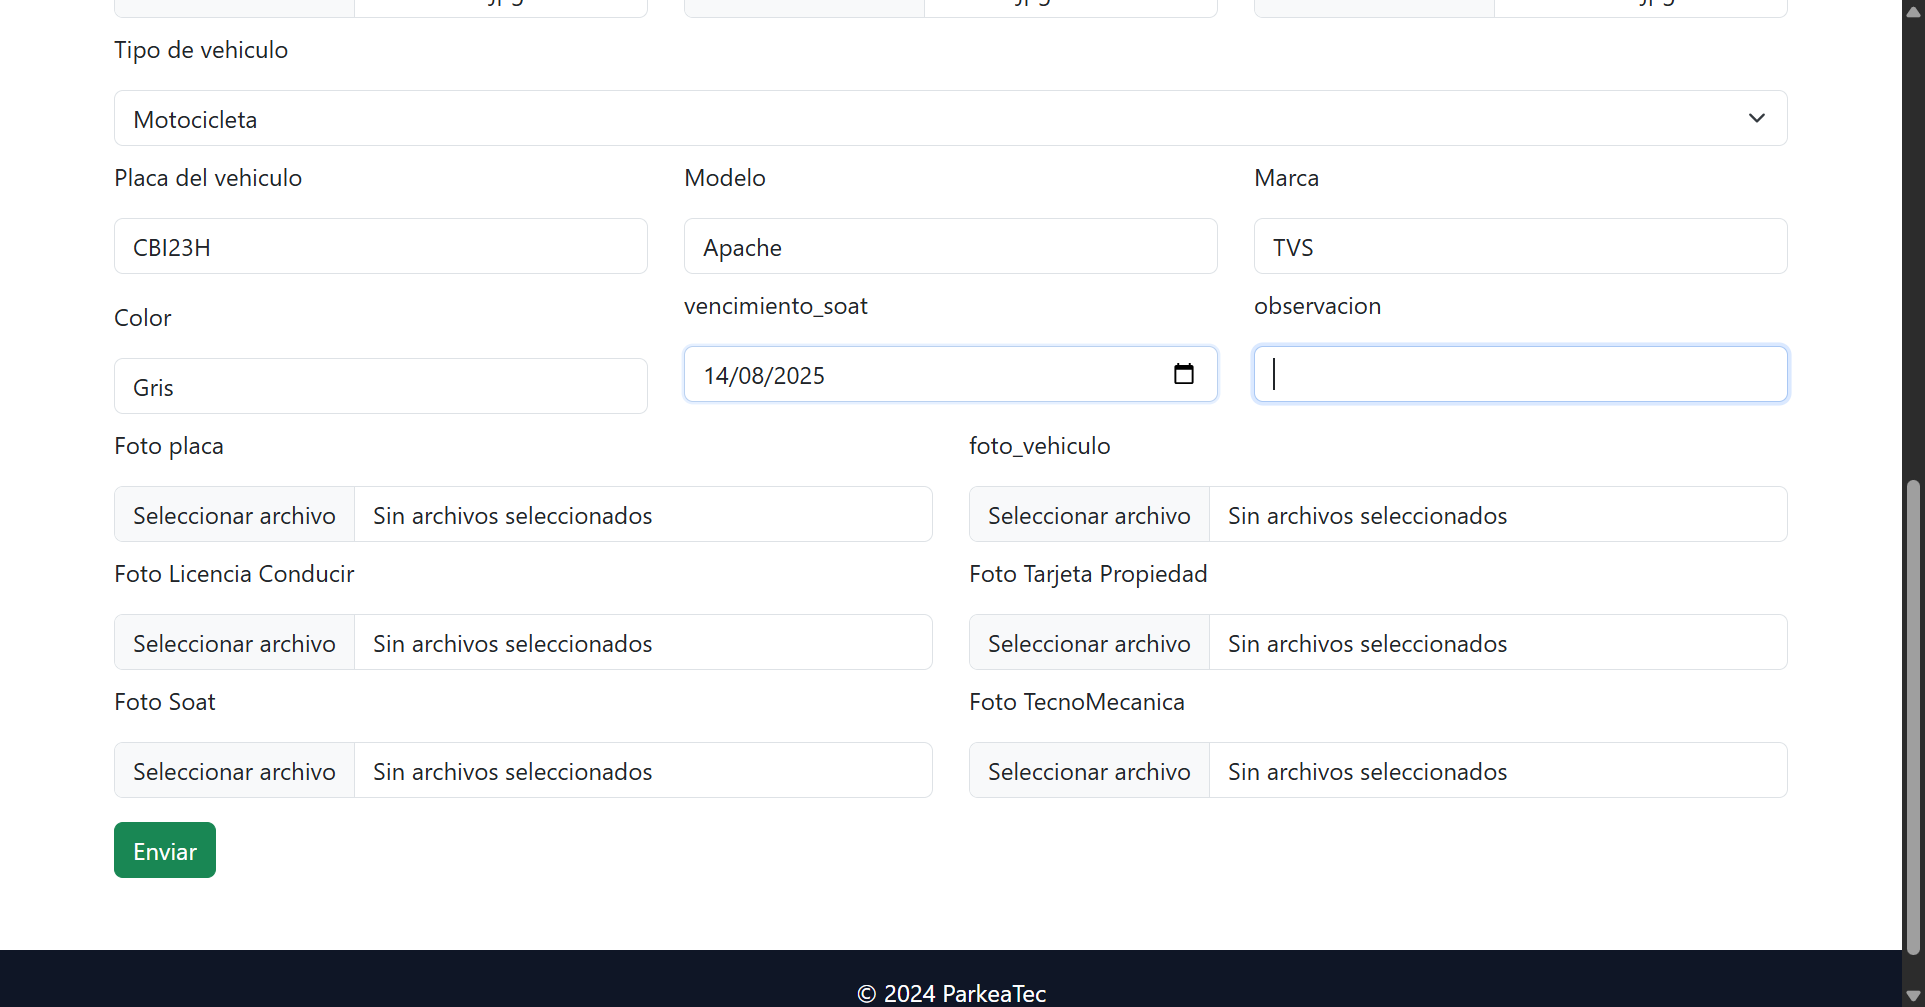 Tipo de vehiculo
Motocicleta
Placa del vehiculo Modelo Marca
CBI23H Apache TVS
Color vencimiento_soat observacion
Gris 14/08/2025
Foto placa foto_vehiculo
Seleccionar archivo Sin archivos seleccionados Seleccionar archivo Sin archivos seleccionados
Foto Licencia Conducir Foto Tarjeta Propiedad
Seleccionar archivo Sin archivos seleccionados Seleccionar archivo Sin archivos seleccionados
Foto Soat Foto TecnoMecanica
Seleccionar archivo Sin archivos seleccionados Seleccionar archivo Sin archivos seleccionados
Enviar
© 2024 ParkeaTec